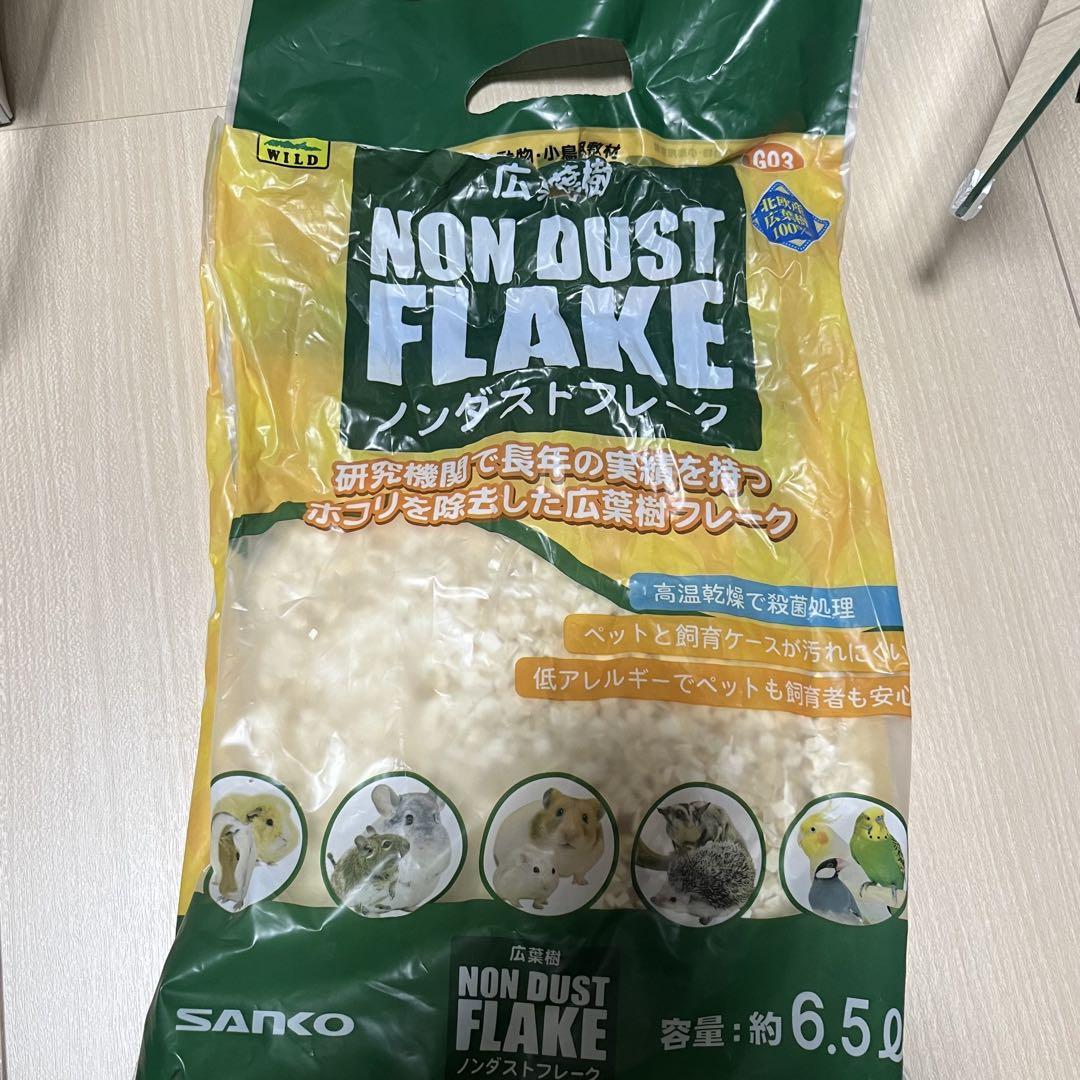 WILD
物・小鳥用教材
広葉樹
G03
北欧産
広葉樹
100%
NON DUST
FLAKE
ノンダストフレーク
研究機関で長年の実績を持つ
ホコリを除去した広葉樹フレーク
高温乾燥で殺菌処理
ペットと飼育ケースが汚れにくい
低アレルギーでペットも飼育者も安心
広葉樹
NON DUST
FLAKE
ノンダストフレーク
SANKO
容量:約6.5ℓ